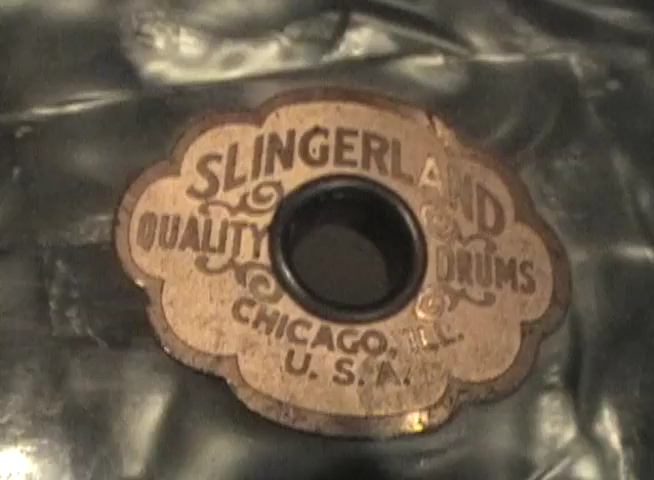 SLINGERLAND
QUALITY DRUMS
CHICAGO, ILL.
U. S. A.